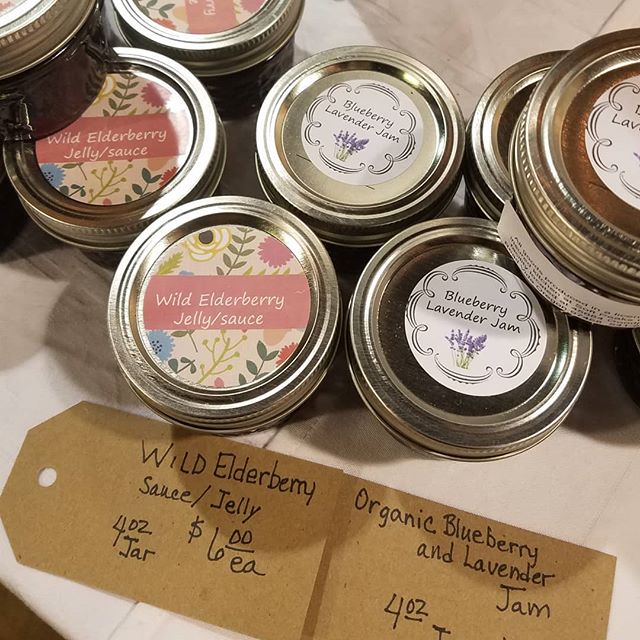 Wild Elderberry
Jelly/sauce
Blueberry
Lavender Jam
Wild Elderberry
Jelly/sauce
Blueberry
Lavender Jam
WILD Elderberry
Sauce/Jelly
4oz
Jar
$6.00
ea
Organic Blueberry
and Lavender
Jam
4oz